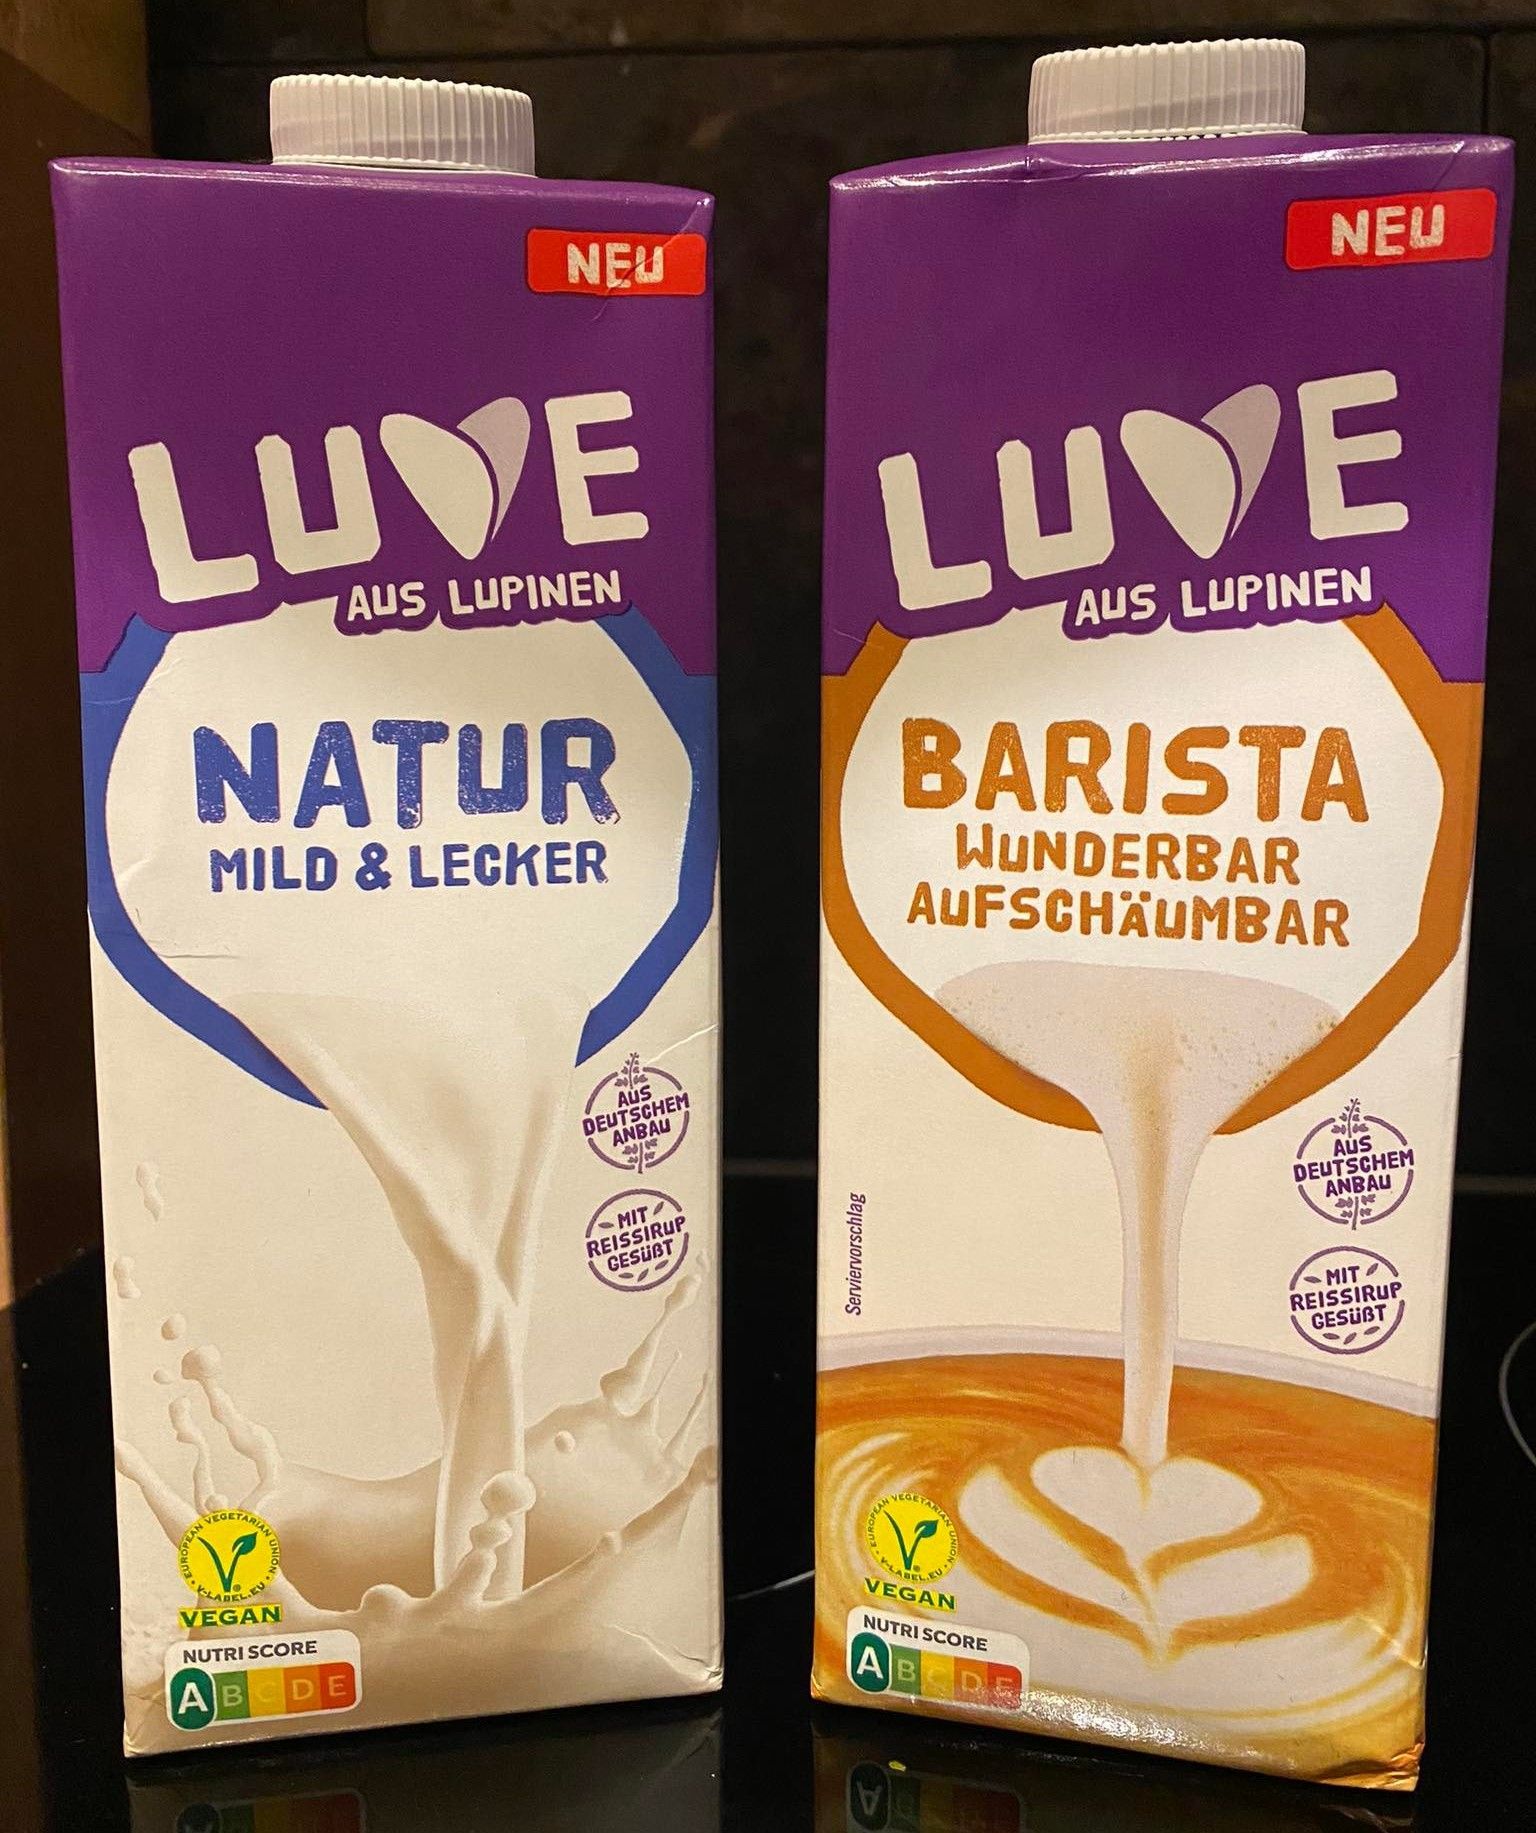 NEU
LUVE
AUS LUPINEN
NATUR
MILD & LECKER
AUS
DEUTSCHEM
ANBAU
MIT
REISSIRUP
GESÜßT
EUROPEAN VEGETARIAN UNION
V-LABEL.EU
VEGAN
NUTRI SCORE
A B C D E
NEU
LUVE
AUS LUPINEN
BARISTA
WUNDERBAR
AUFSCHÄUMBAR
AUS
DEUTSCHEM
ANBAU
MIT
REISSIRUP
GESÜßT
Serviervorschlag
EUROPEAN VEGETARIAN UNION
V-LABEL.EU
VEGAN
NUTRI SCORE
A B C D E